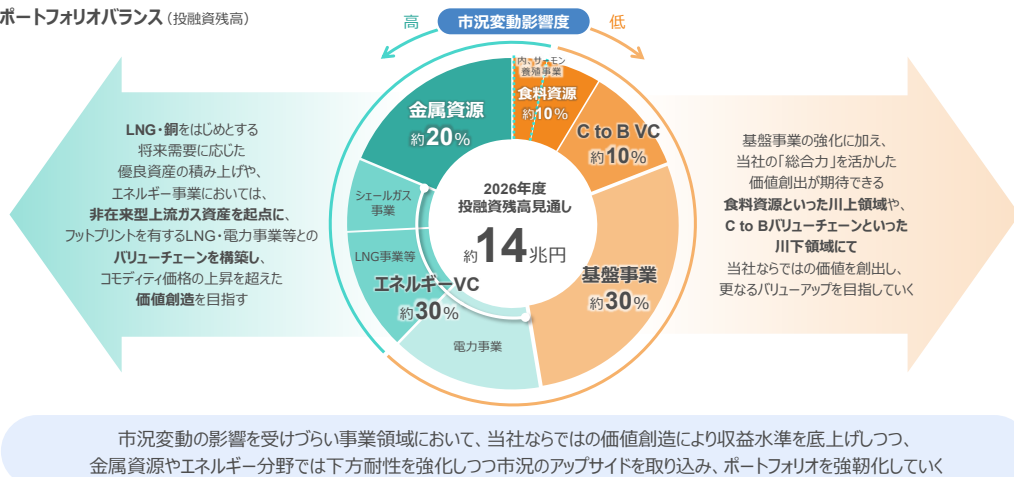 ポートフォリオバランス（投融資残高）
高
市況変動影響度
低
LNG・銅をはじめとする
将来需要に応じた
優良資産の積み上げや、
エネルギー事業においては、
非在来型上流ガス資産を起点に、
フットプリントを有するLNG・電力事業等との
バリューチェーンを構築し、
コモディティ価格の上昇を超えた
価値創造を目指す
金属資源
約20%
内、サーモン
養殖事業
食料資源
約10%
C to B VC
約10%
シェールガス
事業
LNG事業等
エネルギーVC
約30%
電力事業
2026年度
投融資残高見通し
約14兆円
基盤事業
約30%
基盤事業の強化に加え、
当社の「総合力」を活かした
価値創出が期待できる
食料資源といった川上領域や、
C to Bバリューチェーンといった
川下領域にて
当社ならではの価値を創出し、
更なるバリューアップを目指していく
市況変動の影響を受けづらい事業領域において、当社ならではの価値創造により収益水準を底上げしつつ、
金属資源やエネルギー分野では下方耐性を強化しつつ市況のアップサイドを取り込み、ポートフォリオを強靭化していく